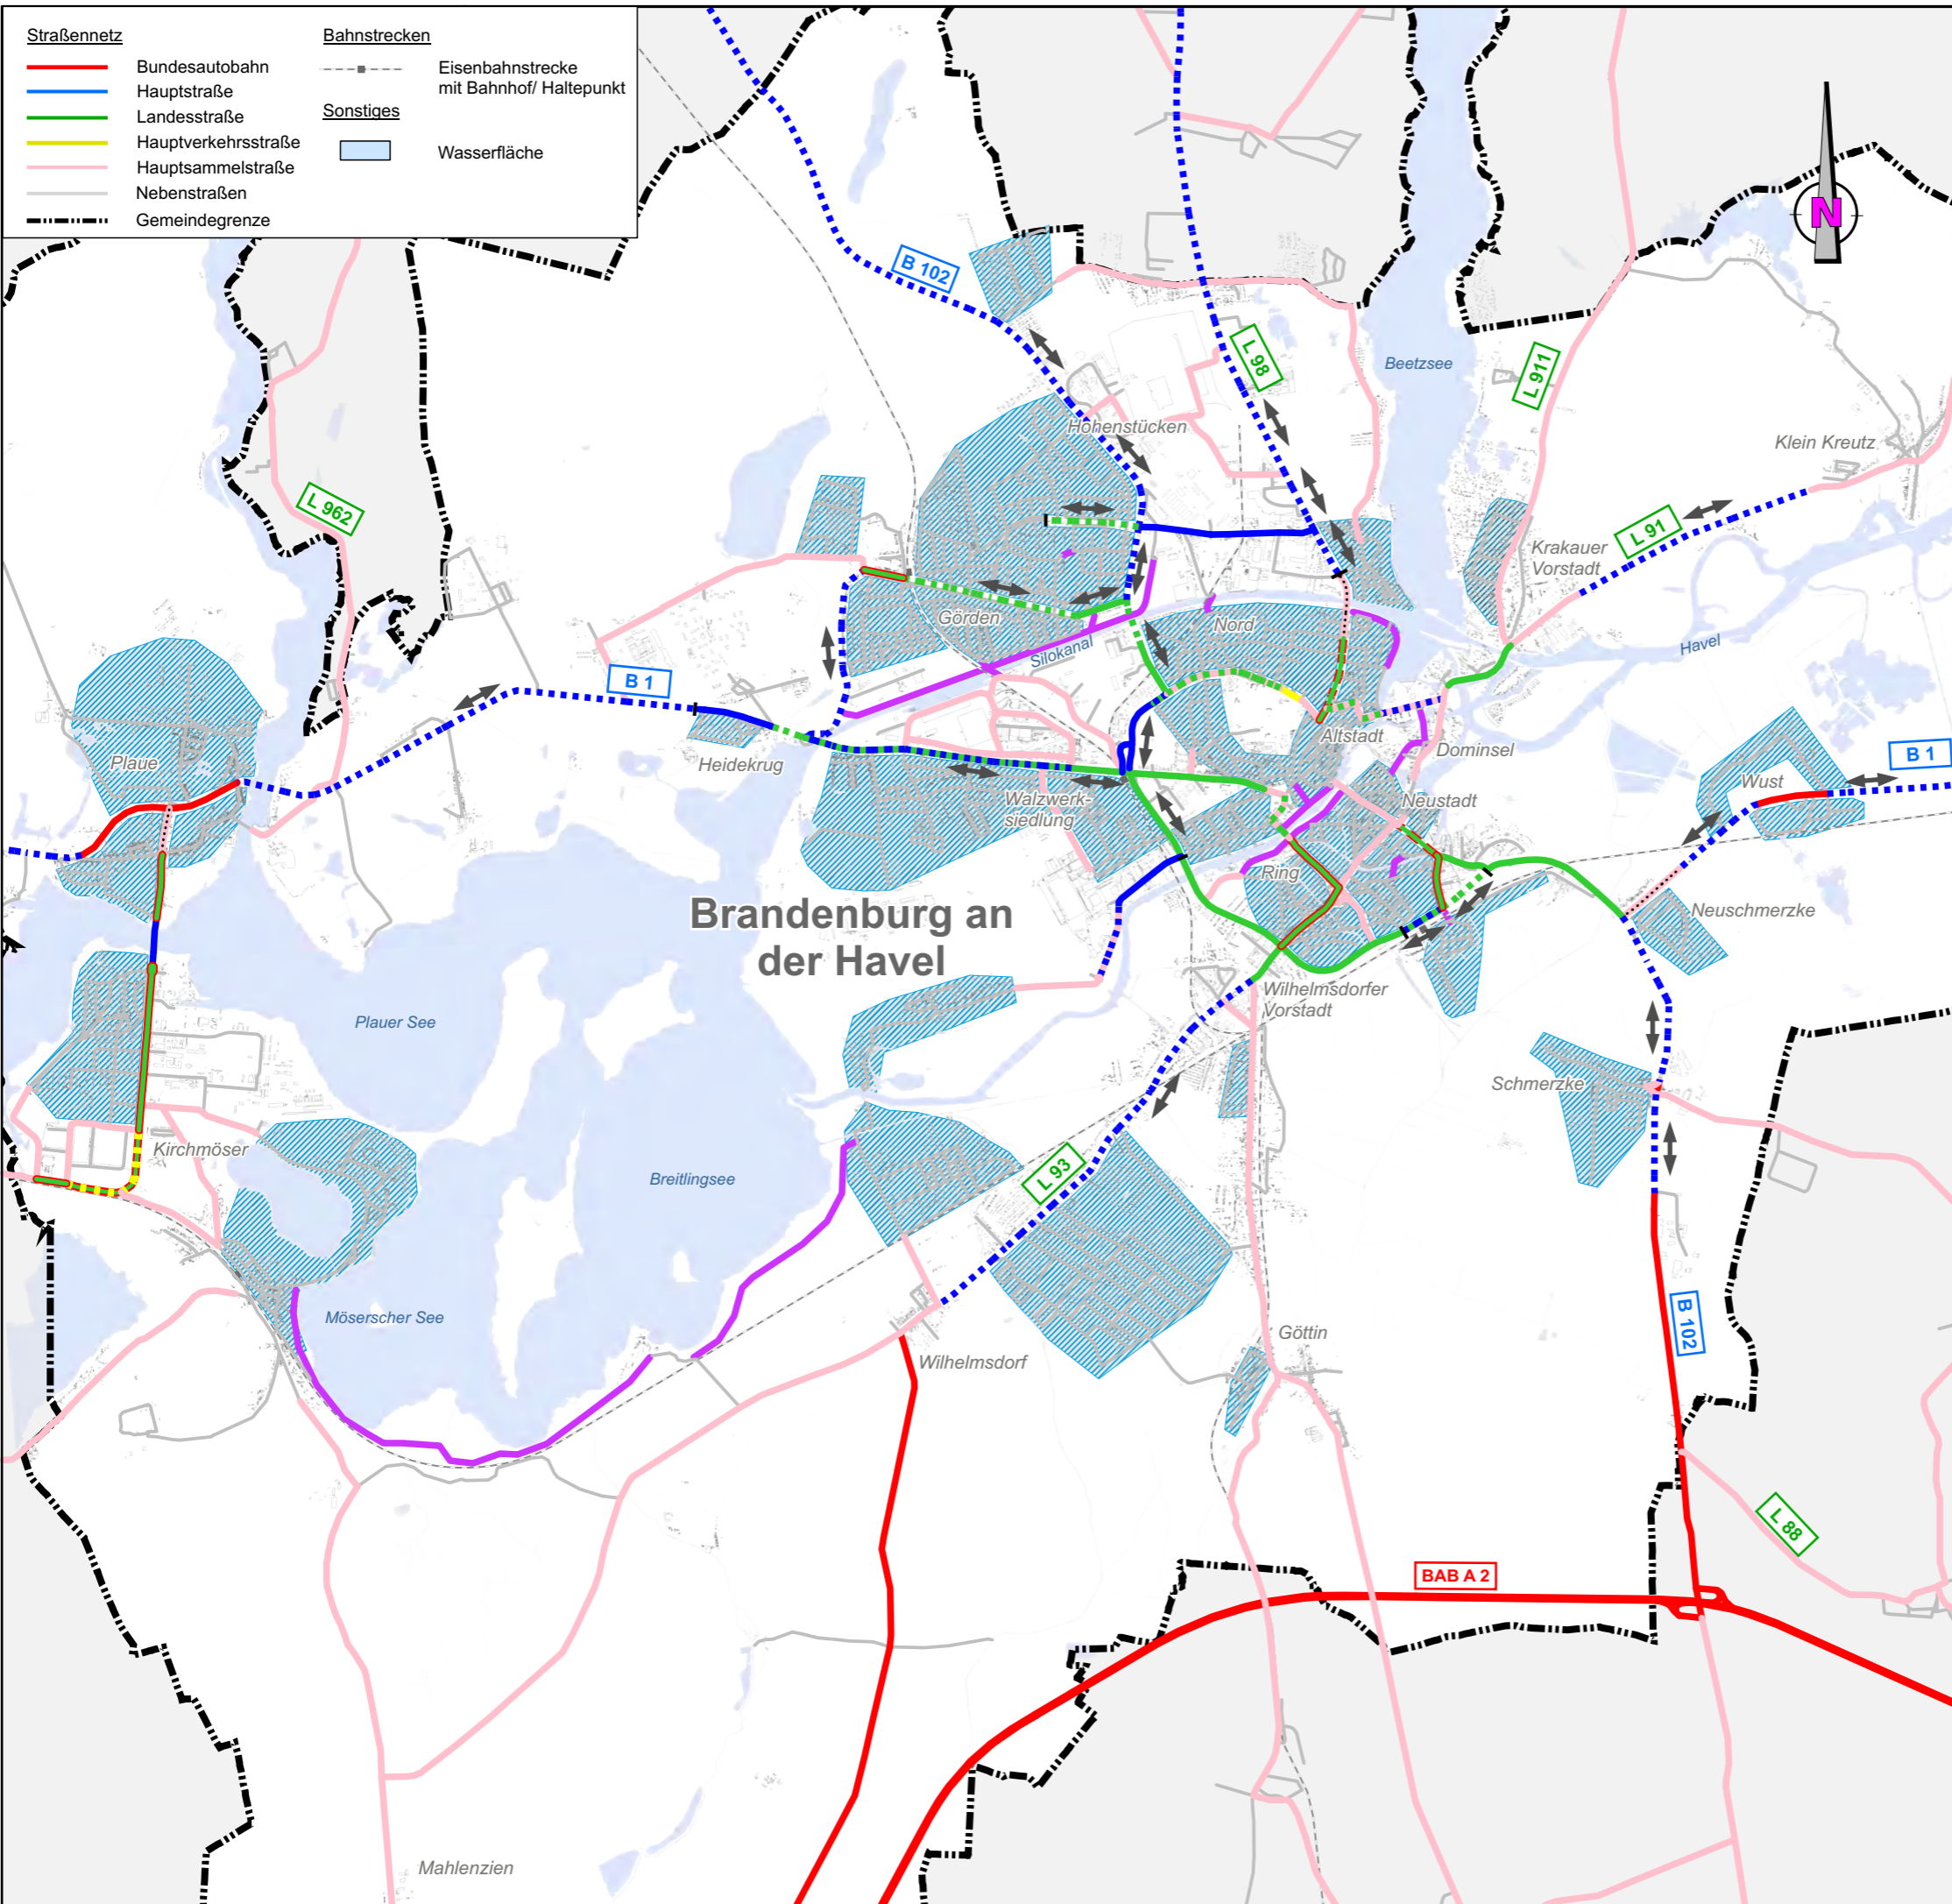 Straßennetz
Bundesautobahn
Hauptstraße
Landesstraße
Hauptverkehrsstraße
Hauptsammelstraße
Nebenstraßen
Gemeindegrenze
Bahnstrecken
Eisenbahnstrecke
mit Bahnhof/ Haltepunkt
Sonstiges
Wasserfläche
N
B 102
L 98
Beetzsee
L 911
Hohenstücken
Klein Kreutz
L 962
L 91
Krakauer
Vorstadt
Görden
Nord
Silokanal
Havel
B 1
Plaue
Heidekrug
Altstadt
Dominsel
B 1
Wust
Walzwerk-
siedlung
Neustadt
Ring
Brandenburg an
der Havel
Neuschmerzke
Wilhelmsdorfer
Vorstadt
Plauer See
Schmerzke
Kirchmöser
Breitlingsee
L 93
Möserscher See
Göttin
B 102
Wilhelmsdorf
L 88
BAB A 2
Mahlenzien